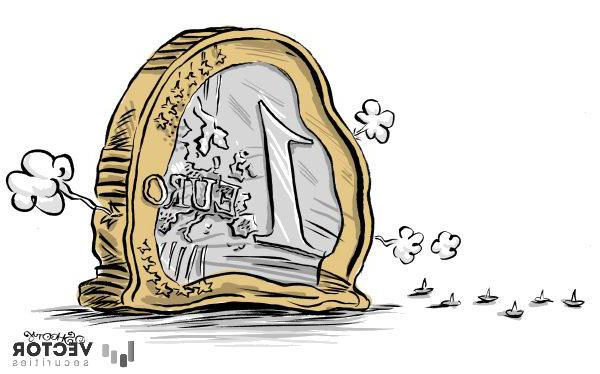 1
EURO
VECTOR
securities